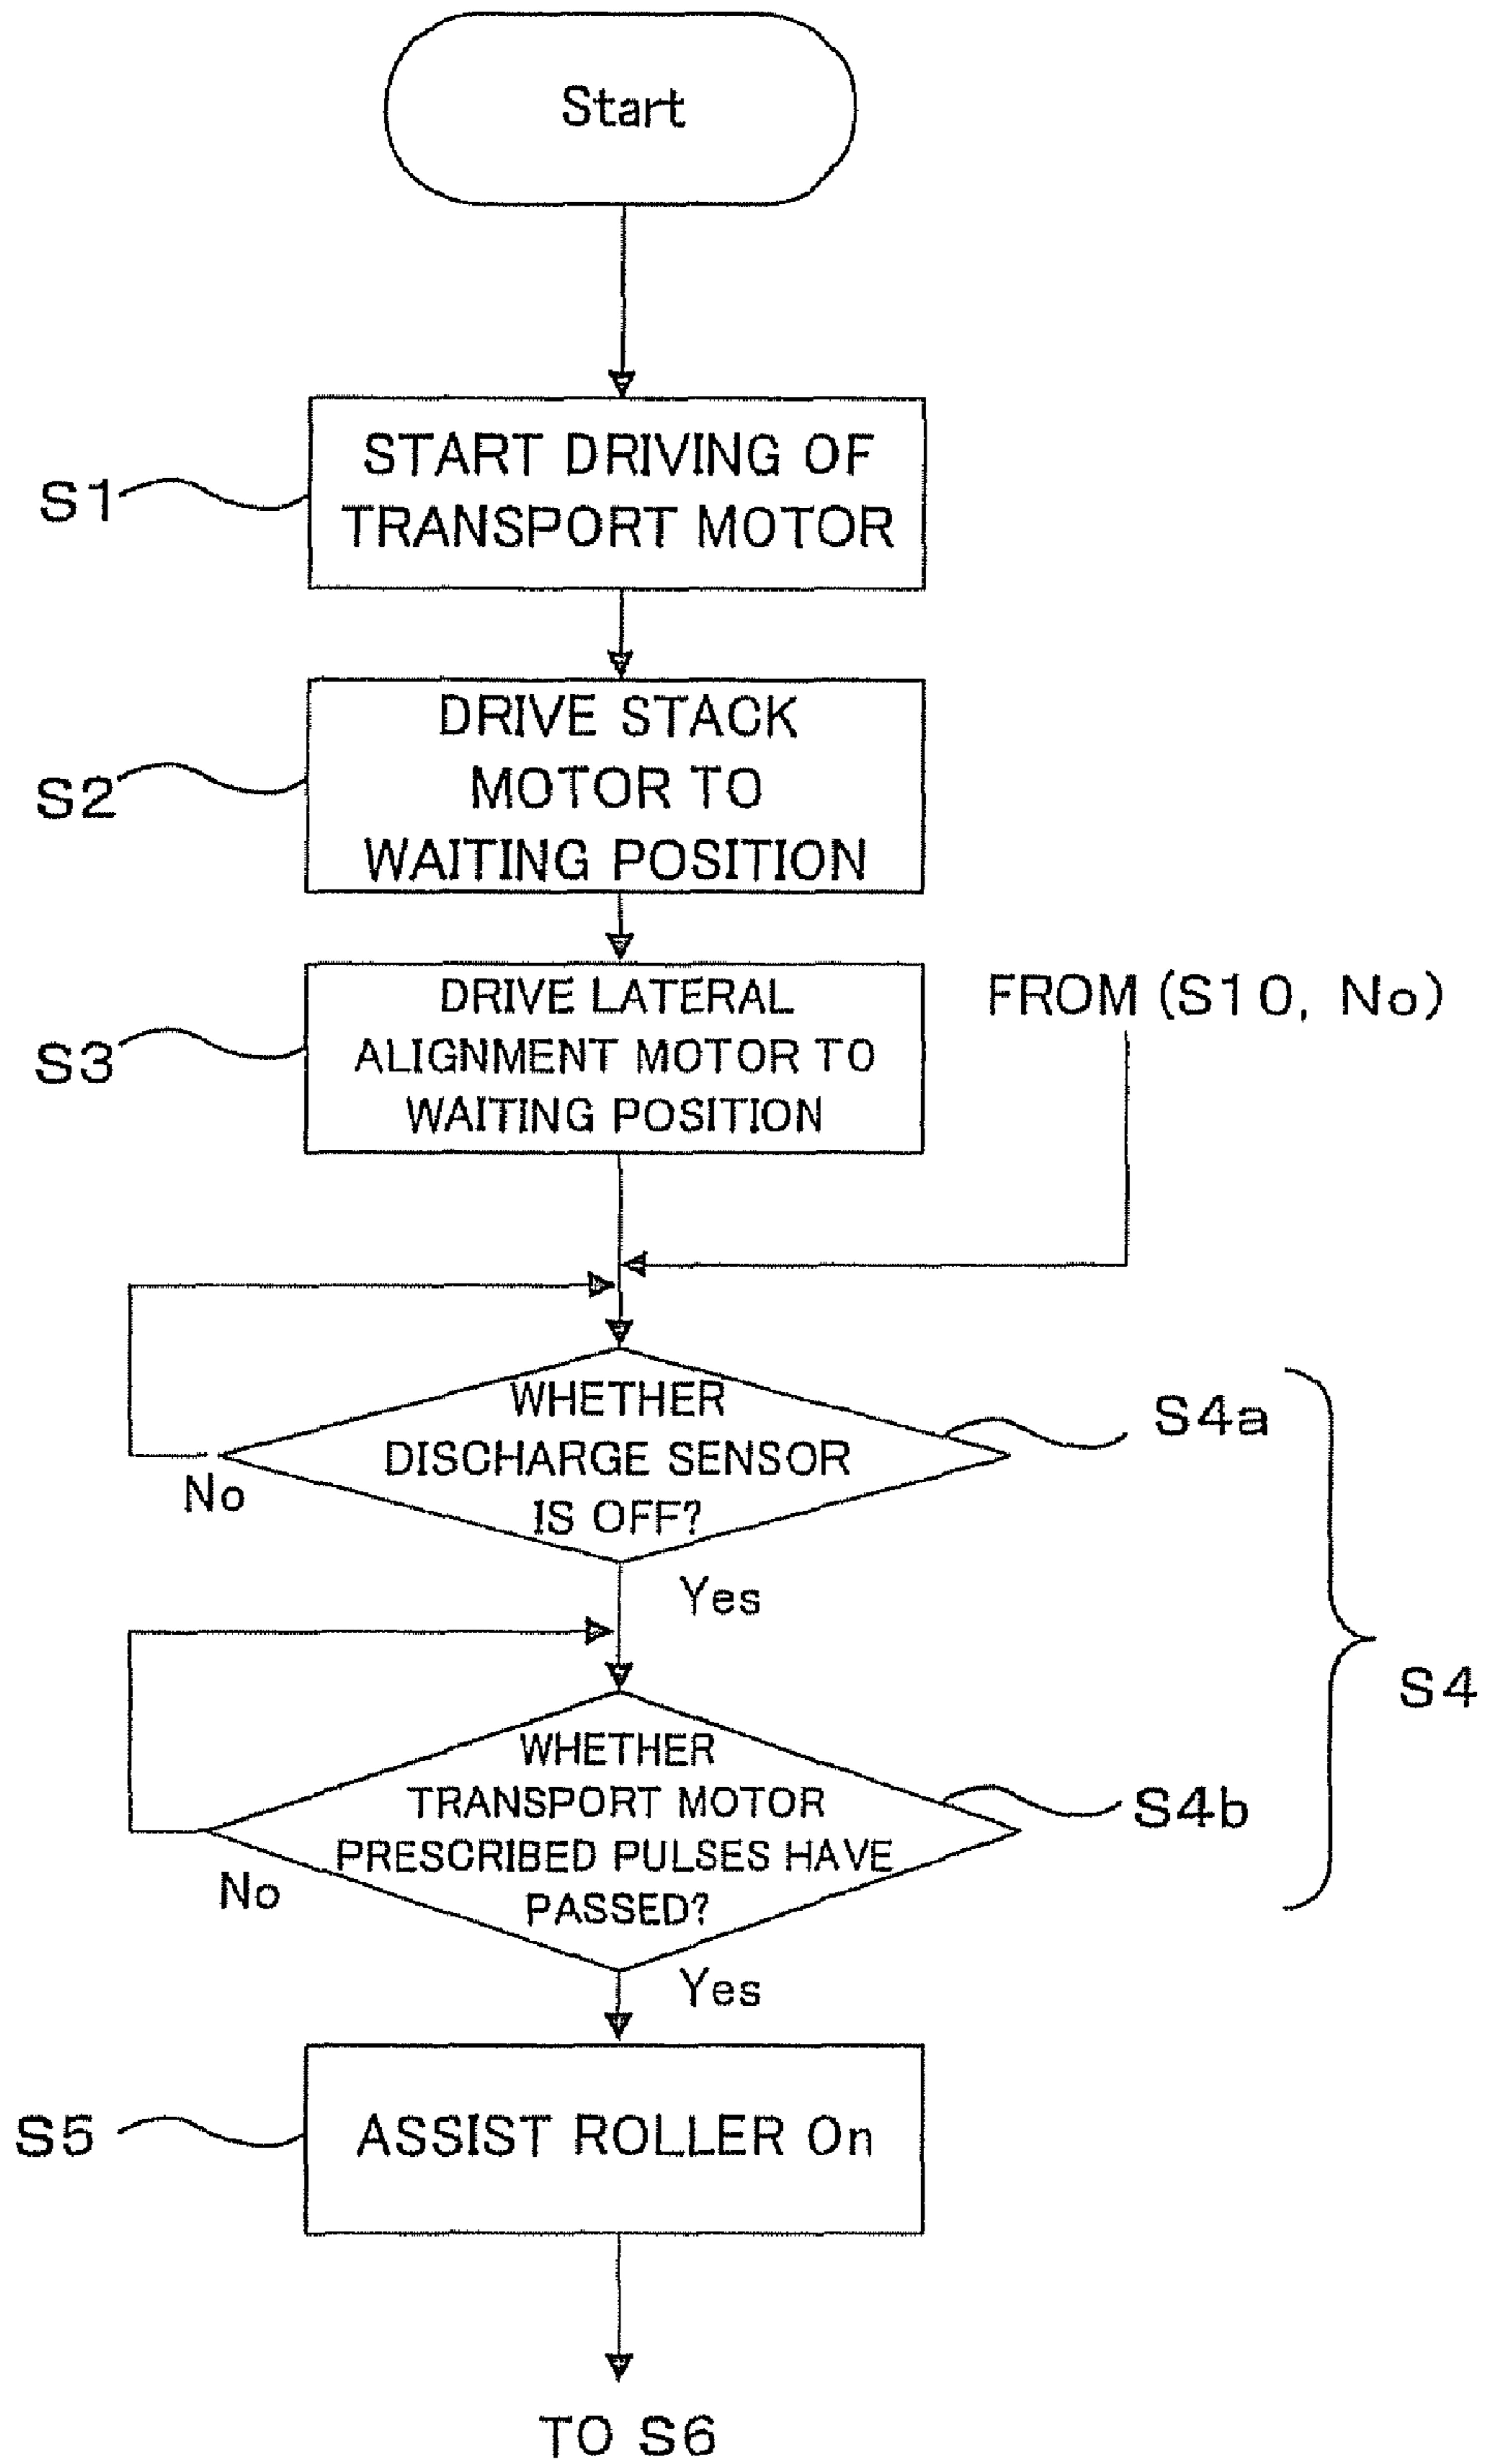 Start
S1
START DRIVING OF
TRANSPORT MOTOR
S2
DRIVE STACK
MOTOR TO
WAITING POSITION
S3
DRIVE LATERAL
ALIGNMENT MOTOR TO
WAITING POSITION
FROM (S10, No)
WHETHER
DISCHARGE SENSOR
IS OFF?
S4a
No
Yes
S4
WHETHER
TRANSPORT MOTOR
PRESCRIBED PULSES HAVE
PASSED?
S4b
No
Yes
S5
ASSIST ROLLER On
TO S6